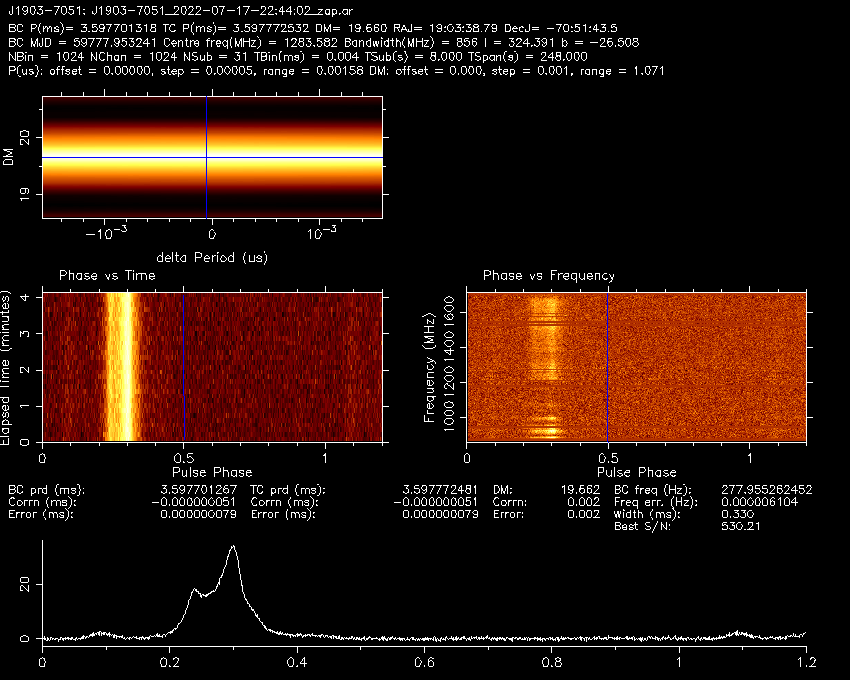 J1903-7051: J1903-7051_2022-07-17-22:44:02_zap.ar
BC P(ms)= 3.597701318 TC P(ms)= 3.597772532 DM= 19.660 RAJ= 19:03:38.79 DecJ= -70:51:43.5
BC MJD = 59777.953241 Centre freq(MHz) = 1283.582 Bandwidth(MHz) = 856 l = 324.391 b = -26.508
NBin = 1024 NChan = 1024 NSub = 31 TBin(ms) = 0.004 TSub(s) = 8.000 TSpan(s) = 248.000
P(us): offset = 0.00000, step = 0.00005, range = 0.00158 DM: offset = 0.000, step = 0.001, range = 1.071
DM
20
19
-10⁻³ 0 10⁻³
delta Period (us)
Phase vs Time
Elapsed Time (minutes)
4
3
2
1
0
0 0.5 1
Pulse Phase
Phase vs Frequency
Frequency (MHz)
1600
1400
1200
1000
0 0.5 1
Pulse Phase
BC prd (ms): 3.597701267 TC prd (ms): 3.597772481 DM: 19.662 BC freq (Hz): 277.955262452
Corrn (ms): -0.000000051 Corrn (ms): -0.000000051 Corrn: 0.002 Freq err. (Hz): 0.000006104
Error (ms): 0.000000079 Error (ms): 0.000000079 Error: 0.002 Width (ms): 0.330
Best S/N: 530.21
20
0
0 0.2 0.4 0.6 0.8 1 1.2